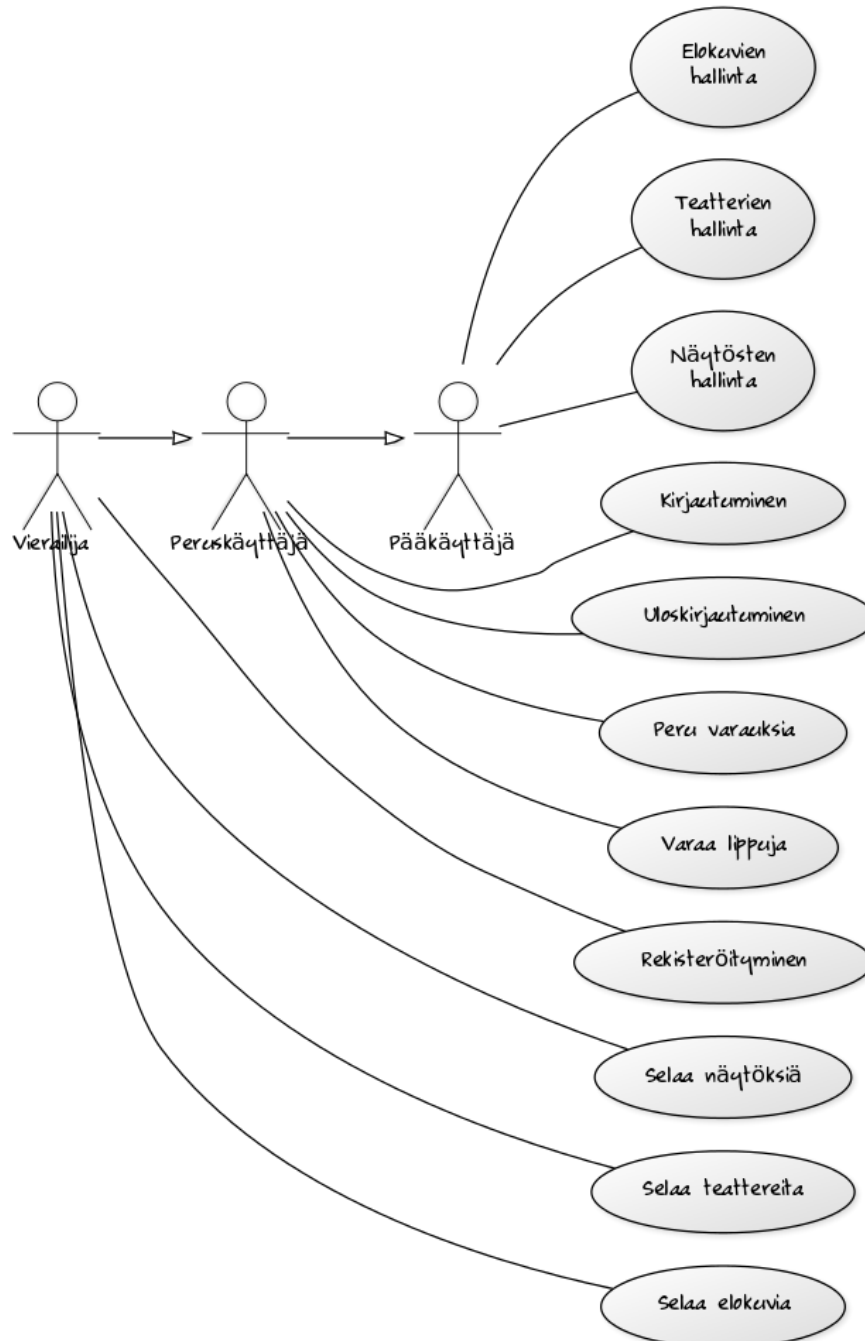 Elokuvien
hallinta
Teatterien
hallinta
Näytösten
hallinta
Vierailija
Peruskäyttäjä
Pääkäyttäjä
Kirjautuminen
Uloskirjautuminen
Peru varauksia
Varaa lippuja
Rekisteröityminen
Selaa näytöksiä
Selaa teattereita
Selaa elokuvia